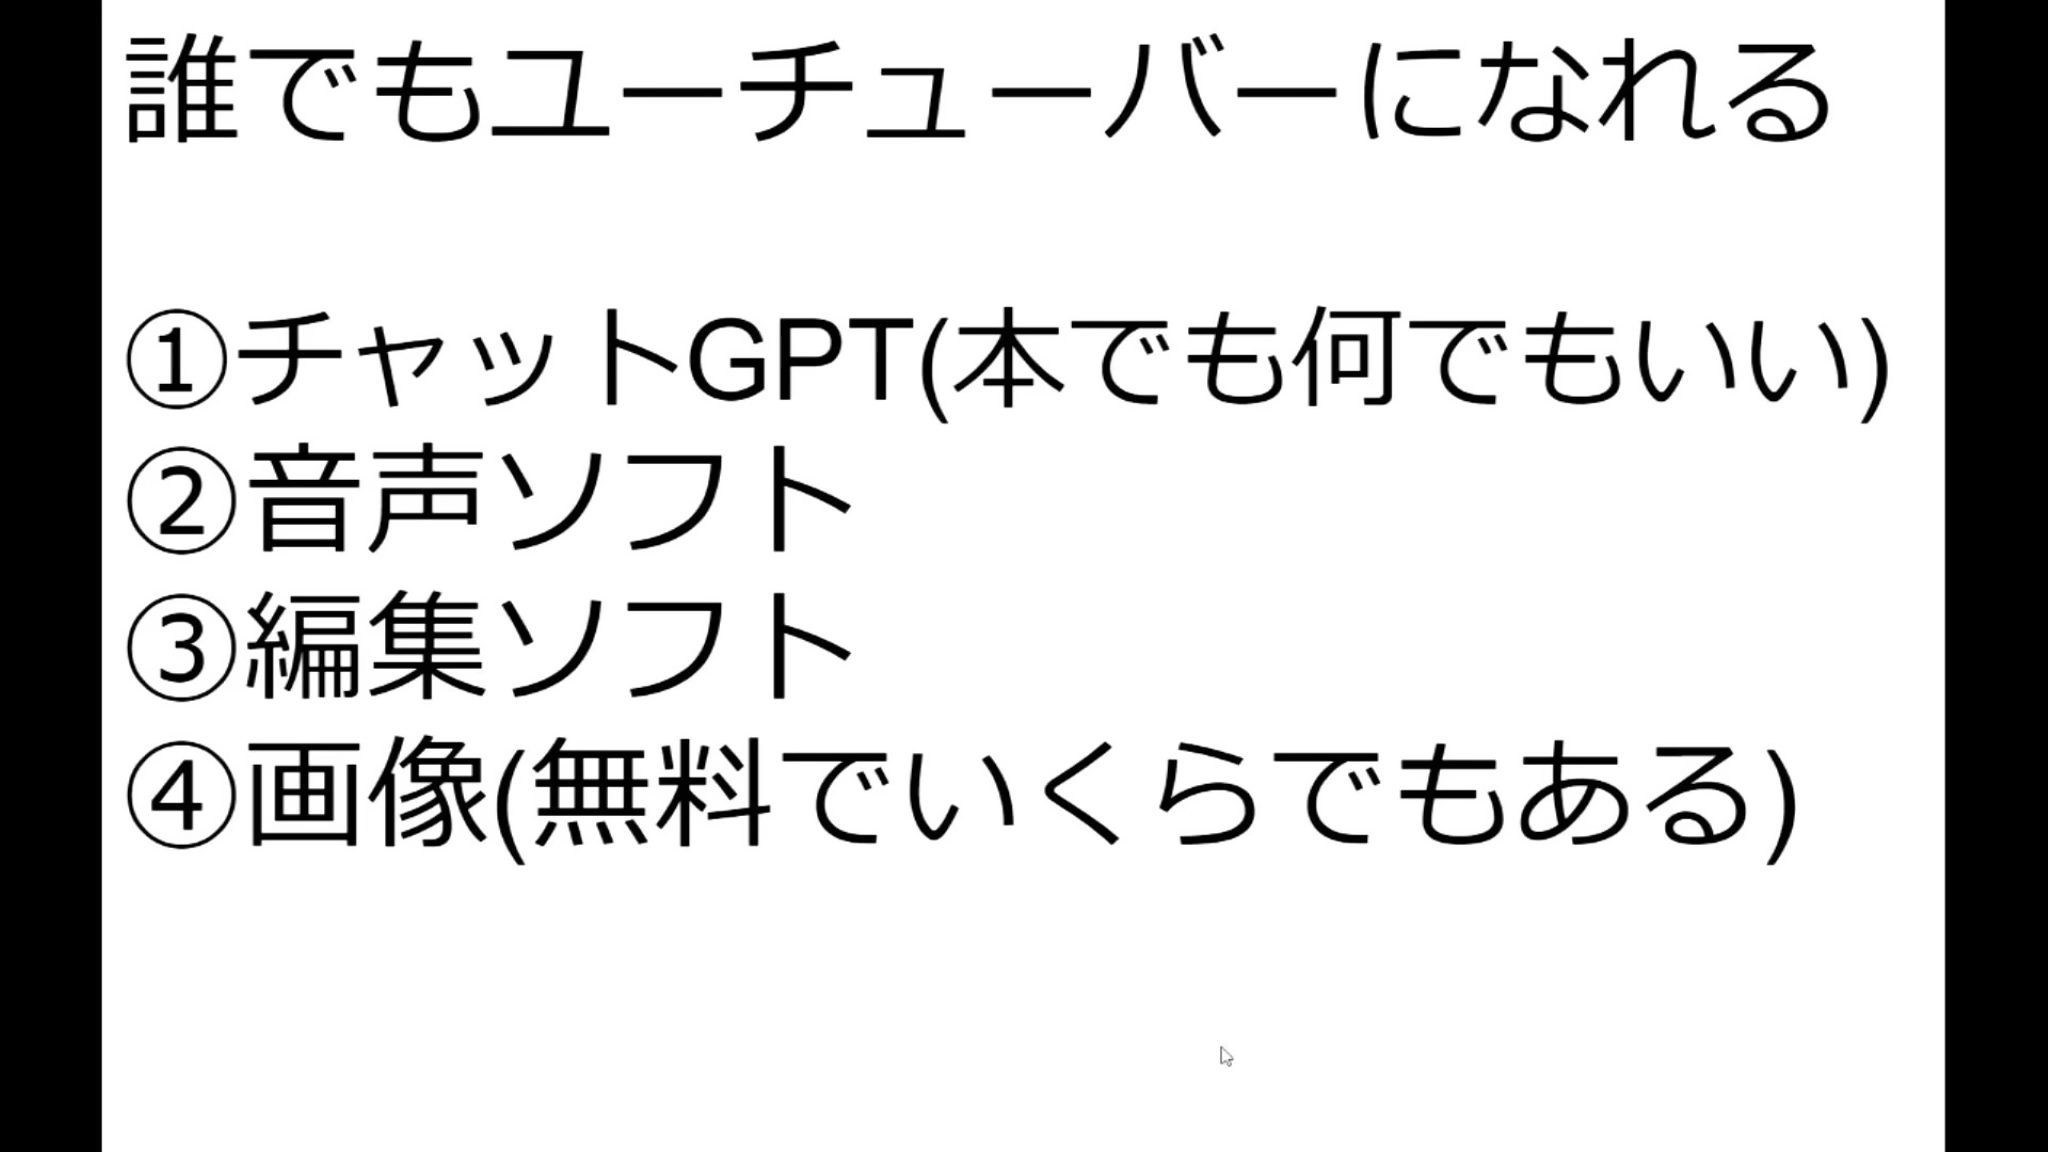 誰でもユーチューバーになれる
①チャットGPT(本でも何でもいい)
②音声ソフト
③編集ソフト
④画像(無料でいくらでもある)